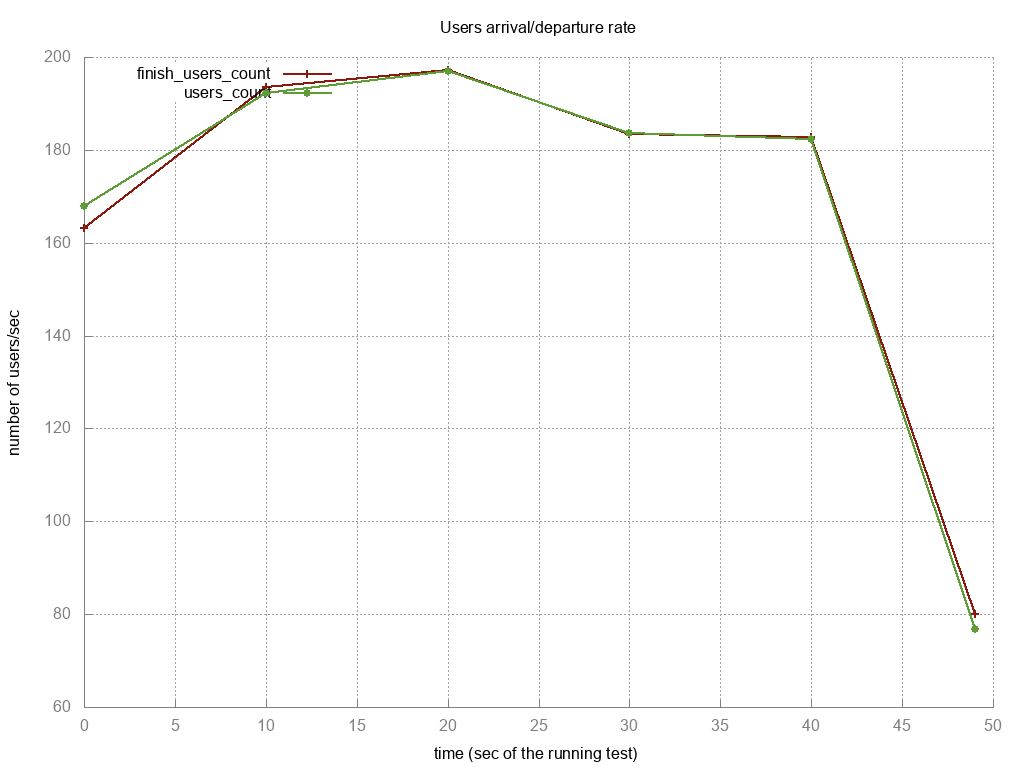 Users arrival/departure rate
200
180
160
140
120
100
80
60
finish_users_count
users_count
number of users/sec
0 5 10 15 20 25 30 35 40 45 50
time (sec of the running test)